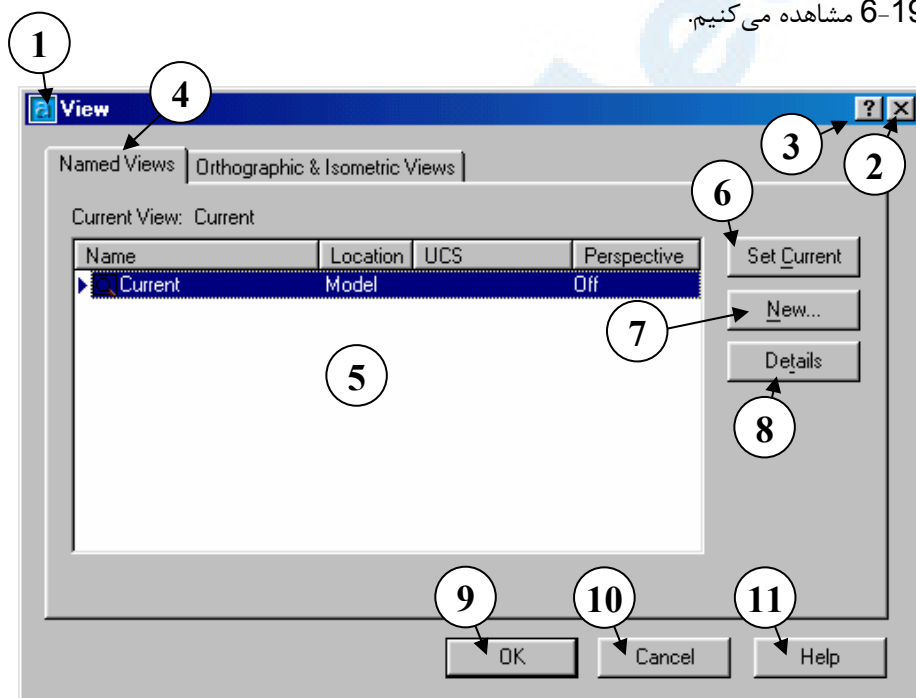 6-19 مشاهده می‌کنیم.
1
4
View
3
2
Named Views
Orthographic & Isometric Views
6
Current View: Current
Name Location UCS Perspective
Set Current
Current Model Off
7
New...
5
Details
8
9
10
11
OK
Cancel
Help